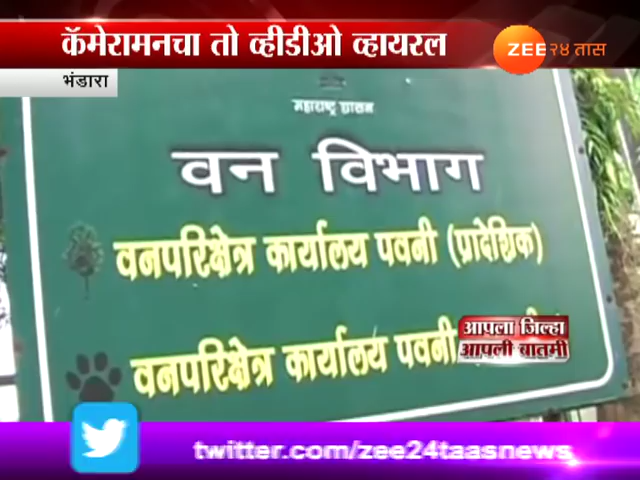 कॅमेरामनचा तो व्हीडीओ व्हायरल
ZEE २४ तास
भंडारा
महाराष्ट्र शासन
वन विभाग
वनपरिक्षेत्र कार्यालय पवनी (प्रादेशिक)
वनपरिक्षेत्र कार्यालय पवनी
आपला जिल्हा
आपली बातमी
twitter.com/zee24taasnews